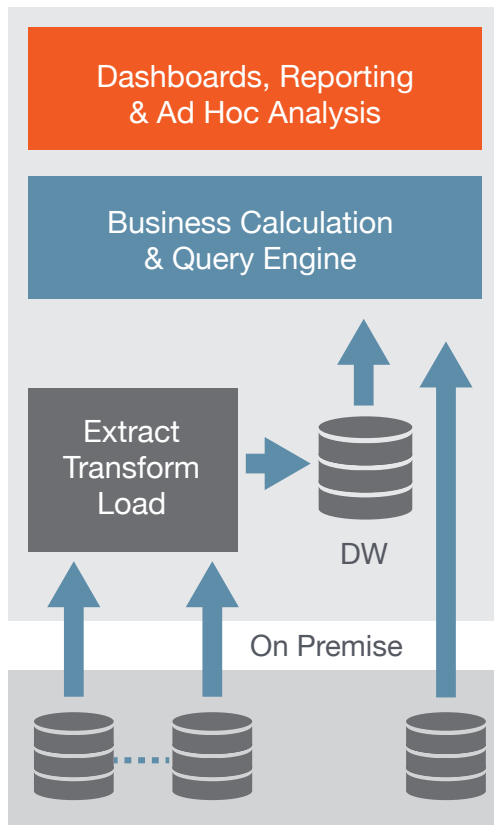 Dashboards, Reporting
& Ad Hoc Analysis
Business Calculation
& Query Engine
Extract
Transform
Load
DW
On Premise